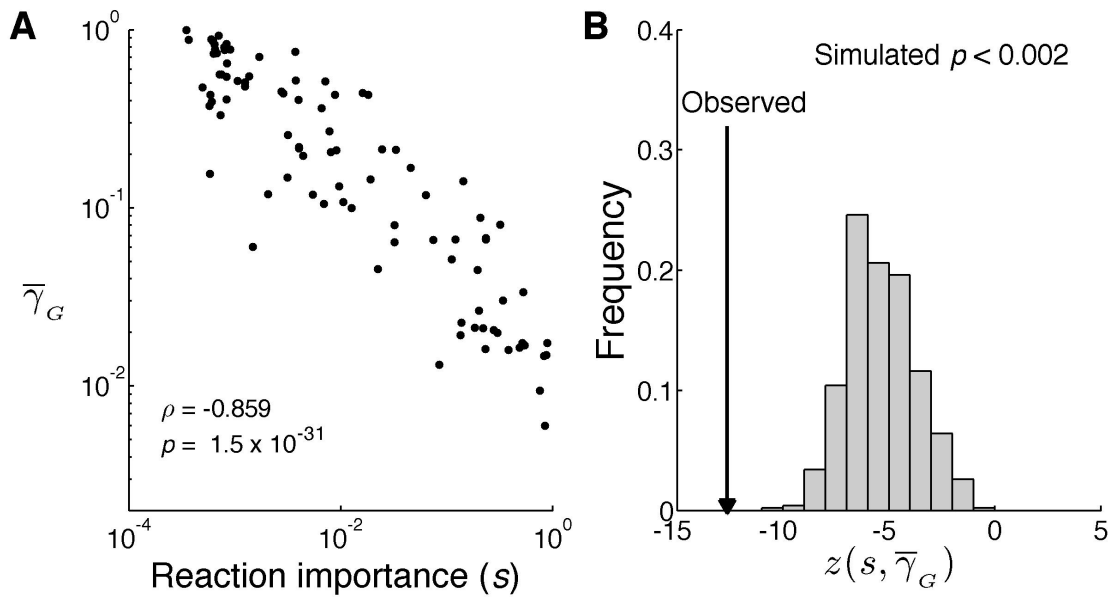 A
10^0
10^-1
10^-2
γ̅_G
ρ = -0.859
p = 1.5 x 10^-31
10^-4
10^-2
10^0
Reaction importance (s)
B
0.4
0.3
0.2
0.1
0
Frequency
Simulated p < 0.002
Observed
-15
-10
-5
0
5
z(s, γ̅_G)